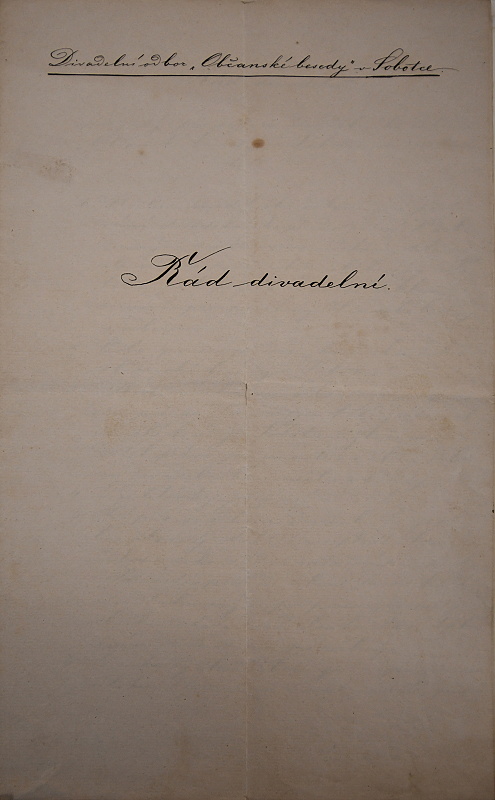 Divadelní odbor „Občanské besedy" v Sobotce.
Řád divadelní.